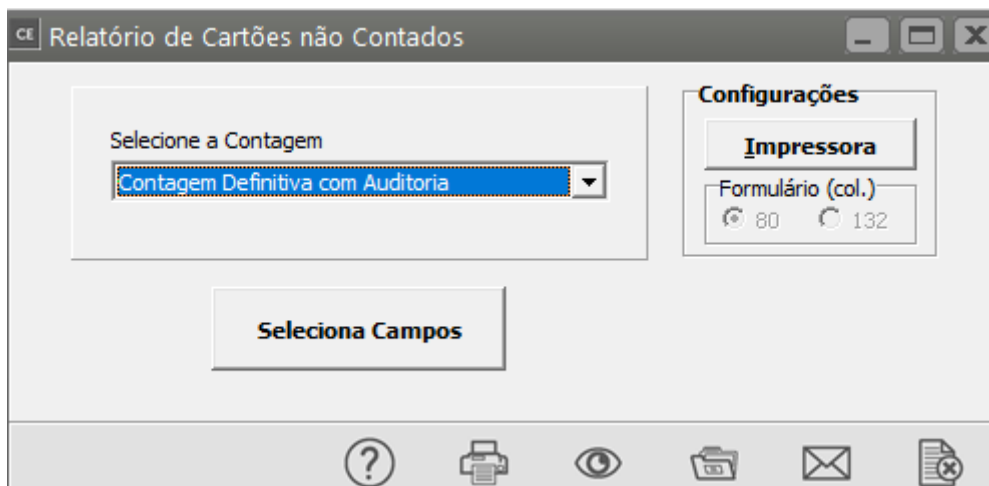 CE Relatório de Cartões não Contados
Selecione a Contagem
Contagem Definitiva com Auditoria
Configurações
Impressora
Formulário (col.)
80 132
Seleciona Campos
?